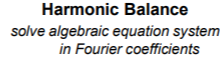 Harmonic Balance
solve algebraic equation system
in Fourier coefficients